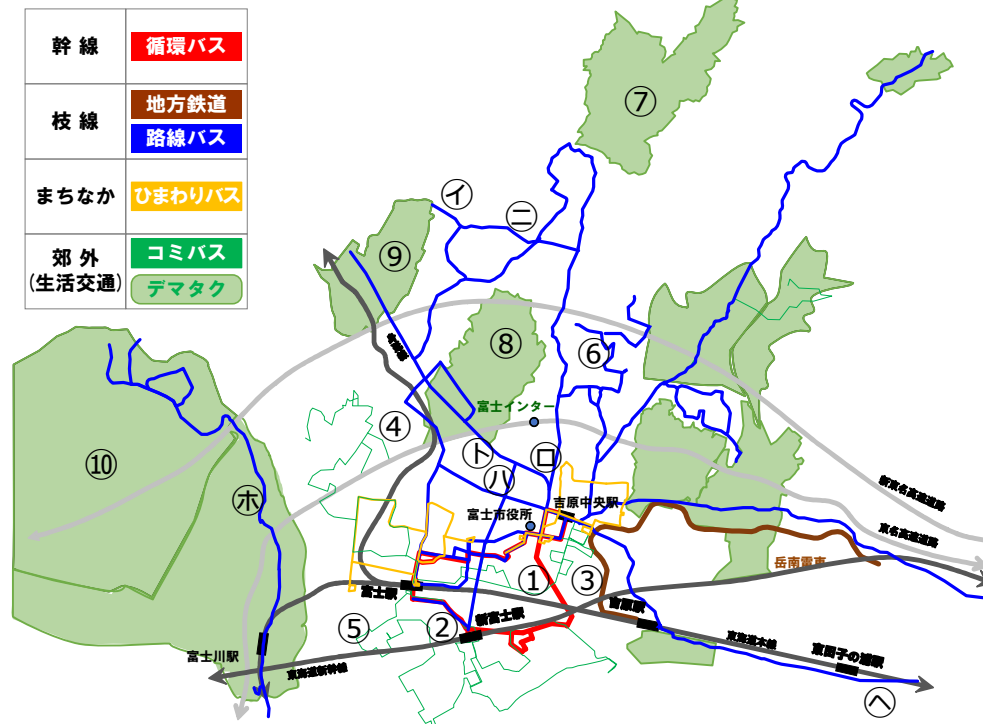 幹線
循環バス
枝線
地方鉄道
路線バス
まちなか
ひまわりバス
郊外
(生活交通)
コミバス
デマタク
⑦
イ
ニ
⑨
⑧
⑥
富士インター
④
ト
ロ
ハ
⑩
ホ
新東名高速道路
吉原中央駅
富士市役所
東名高速道路
岳南電車
①
③
富士駅
新富士駅
吉原駅
⑤
②
東海道本線
東田子の浦駅
富士川駅
東海道新幹線
ヘ